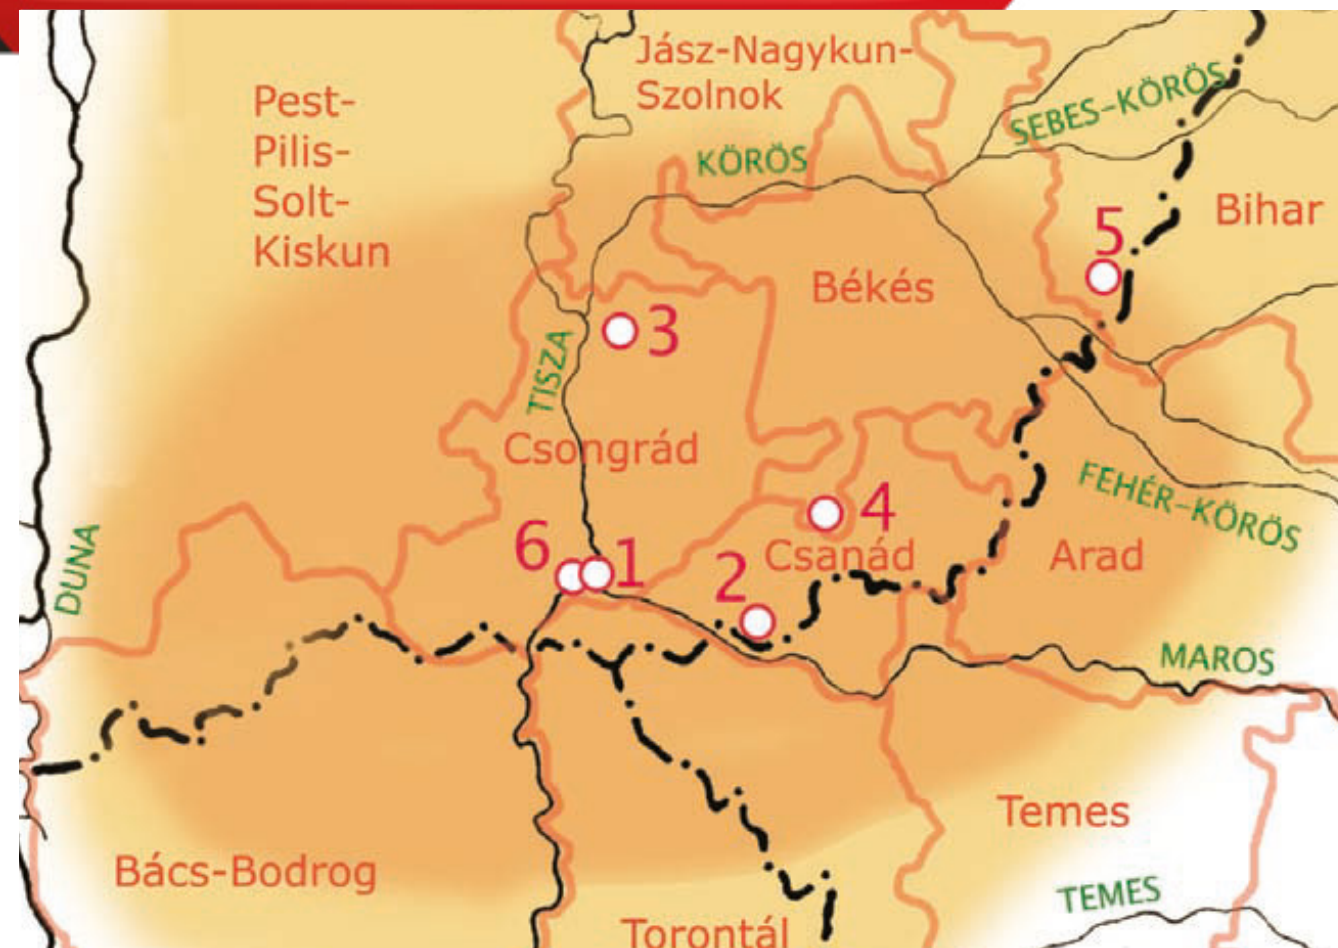 Jász-Nagykun-
Szolnok
Pest-
Pilis-
Solt-
Kiskun
SEBES-KÖRÖS
KÖRÖS
Bihar
5
Békés
3
TISZA
Csongrád
FEHÉR-KÖRÖS
4
6
1
Csanád
Arad
2
DUNA
MAROS
Temes
Bács-Bodrog
TEMES
Torontál